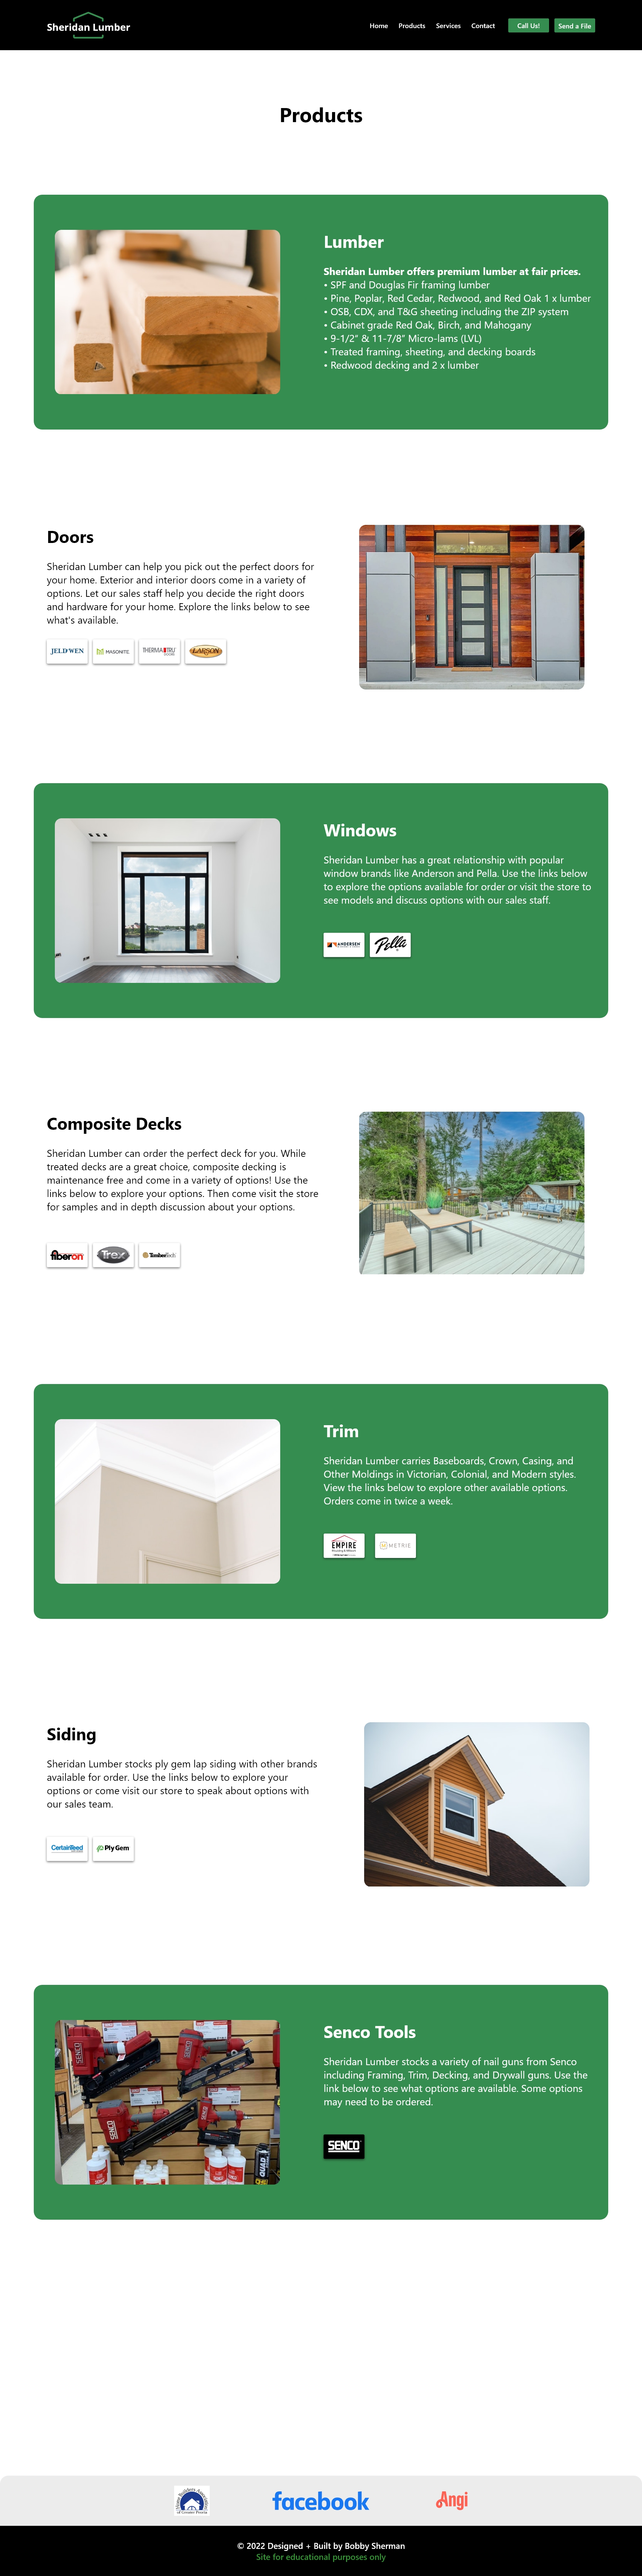 Sheridan Lumber
Home Products Services Contact Call Us! Send a File
Products
Lumber
Sheridan Lumber offers premium lumber at fair prices.
• SPF and Douglas Fir framing lumber
• Pine, Poplar, Red Cedar, Redwood, and Red Oak 1 x lumber
• OSB, CDX, and T&G sheeting including the ZIP system
• Cabinet grade Red Oak, Birch, and Mahogany
• 9-1/2" & 11-7/8" Micro-lams (LVL)
• Treated framing, sheeting, and decking boards
• Redwood decking and 2 x lumber
Doors
Sheridan Lumber can help you pick out the perfect doors for
your home. Exterior and interior doors come in a variety of
options. Let our sales staff help you decide the right doors
and hardware for your home. Explore the links below to see
what's available.
JELD-WEN MASONITE THERMA TRU LARSON
Windows
Sheridan Lumber has a great relationship with popular
window brands like Anderson and Pella. Use the links below
to explore the options available for order or visit the store to
see models and discuss options with our sales staff.
ANDERSEN Pella
Composite Decks
Sheridan Lumber can order the perfect deck for you. While
treated decks are a great choice, composite decking is
maintenance free and come in a variety of options! Use the
links below to explore your options. Then come visit the store
for samples and in depth discussion about your options.
fiberon Trex TimberTech
Trim
Sheridan Lumber carries Baseboards, Crown, Casing, and
Other Moldings in Victorian, Colonial, and Modern styles.
View the links below to explore other available options.
Orders come in twice a week.
EMPIRE METRIE
Siding
Sheridan Lumber stocks ply gem lap siding with other brands
available for order. Use the links below to explore your
options or come visit our store to speak about options with
our sales team.
CertainTeed Ply Gem
Senco Tools
Sheridan Lumber stocks a variety of nail guns from Senco
including Framing, Trim, Decking, and Drywall guns. Use the
link below to see what options are available. Some options
may need to be ordered.
SENCO
SENCO
SENCO
SENCO
QUAD
SENCO
facebook Angi
© 2022 Designed + Built by Bobby Sherman
Site for educational purposes only